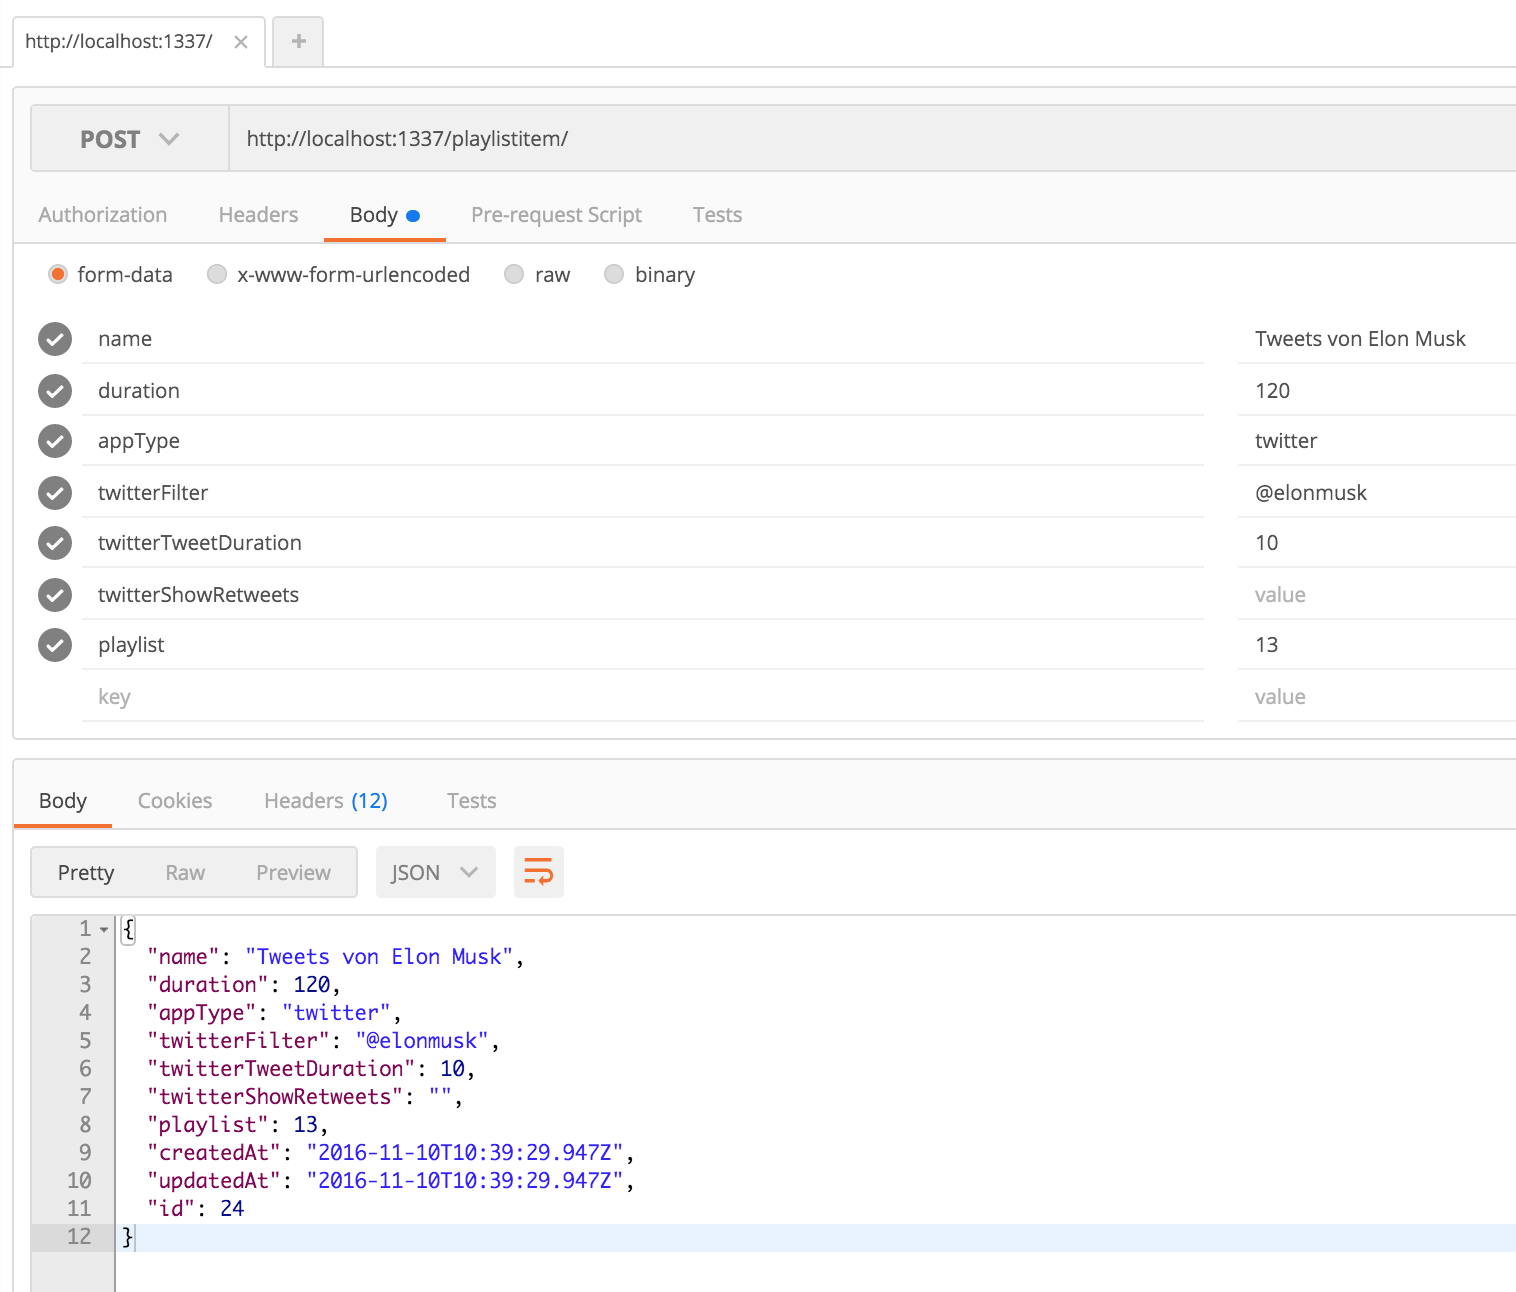 http://localhost:1337/
POST http://localhost:1337/playlistitem/
Authorization Headers Body Pre-request Script Tests
form-data x-www-form-urlencoded raw binary
name Tweets von Elon Musk
duration 120
appType twitter
twitterFilter @elonmusk
twitterTweetDuration 10
twitterShowRetweets value
playlist 13
key value
Body Cookies Headers (12) Tests
Pretty Raw Preview JSON
1 {
2 "name": "Tweets von Elon Musk",
3 "duration": 120,
4 "appType": "twitter",
5 "twitterFilter": "@elonmusk",
6 "twitterTweetDuration": 10,
7 "twitterShowRetweets": "",
8 "playlist": 13,
9 "createdAt": "2016-11-10T10:39:29.947Z",
10 "updatedAt": "2016-11-10T10:39:29.947Z",
11 "id": 24
12 }